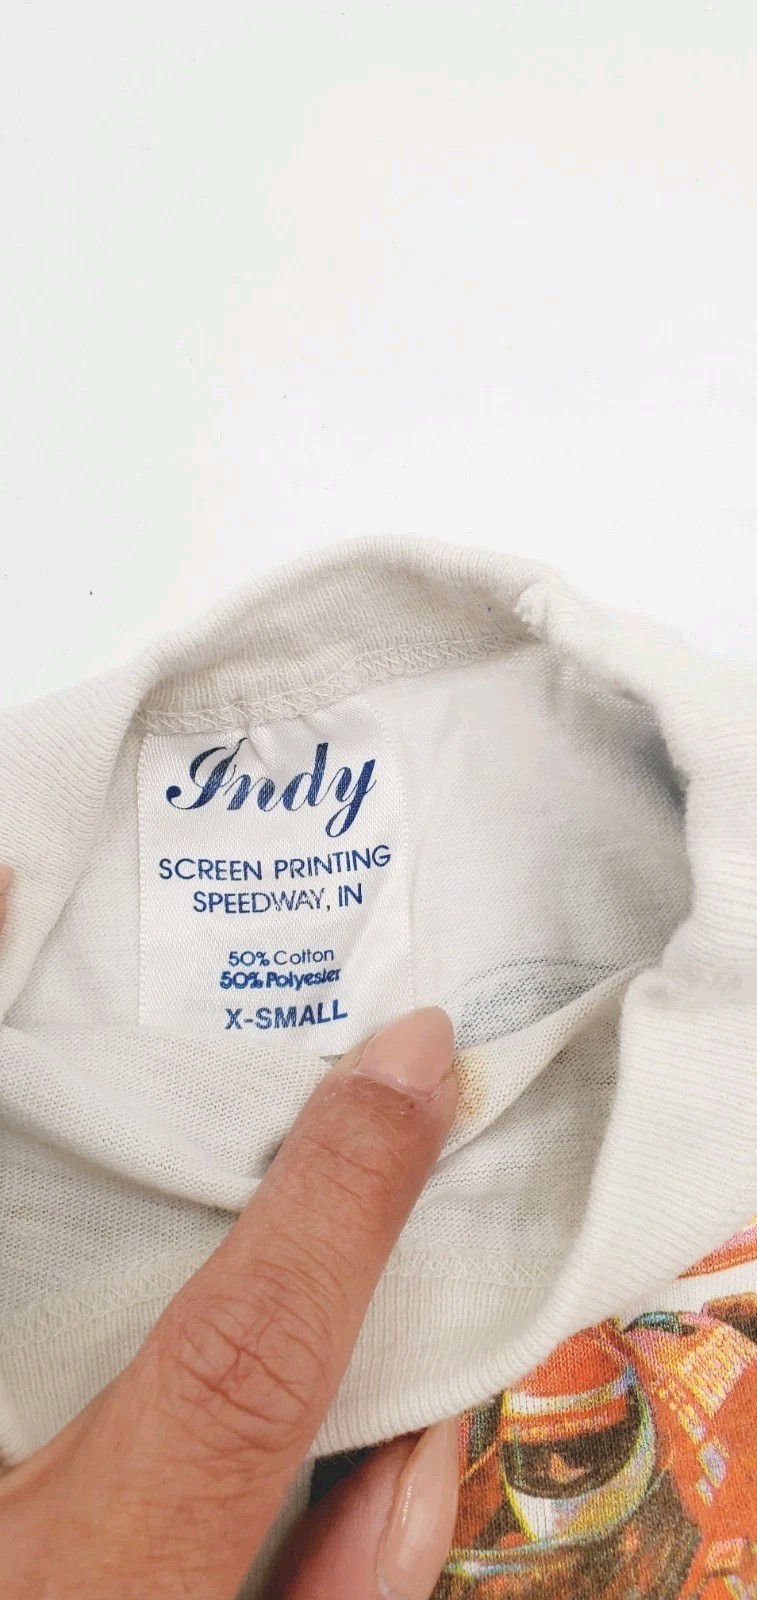 Indy
SCREEN PRINTING
SPEEDWAY, IN
50% Cotton
50% Polyester
X-SMALL